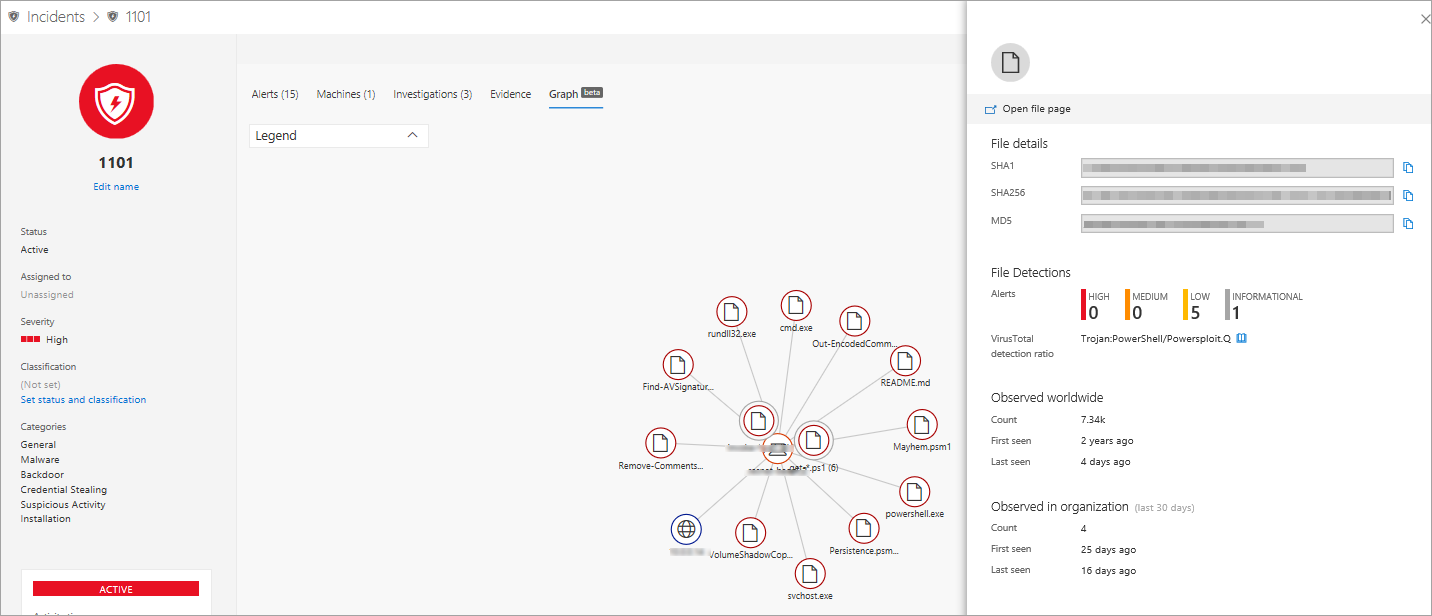 Incidents > 1101
1101
Edit name
Status
Active
Assigned to
Unassigned
Severity
High
Classification
(Not set)
Set status and classification
Categories
General
Malware
Backdoor
Credential Stealing
Suspicious Activity
Installation
ACTIVE
Alerts (15) Machines (1) Investigations (3) Evidence Graph beta
Legend
rundll32.exe
cmd.exe
Out-EncodedComm...
Find-AVSignatur...
README.md
Mayhem.psm1
Remove-Comments...
get-*.ps1 (6)
powershell.exe
VolumeShadowCop...
Persistence.psm...
svchost.exe
Open file page
File details
SHA1
SHA256
MD5
File Detections
Alerts
HIGH
0
MEDIUM
0
LOW
5
INFORMATIONAL
1
VirusTotal
detection ratio
Trojan:PowerShell/Powersploit.Q
Observed worldwide
Count 7.34k
First seen 2 years ago
Last seen 4 days ago
Observed in organization (last 30 days)
Count 4
First seen 25 days ago
Last seen 16 days ago